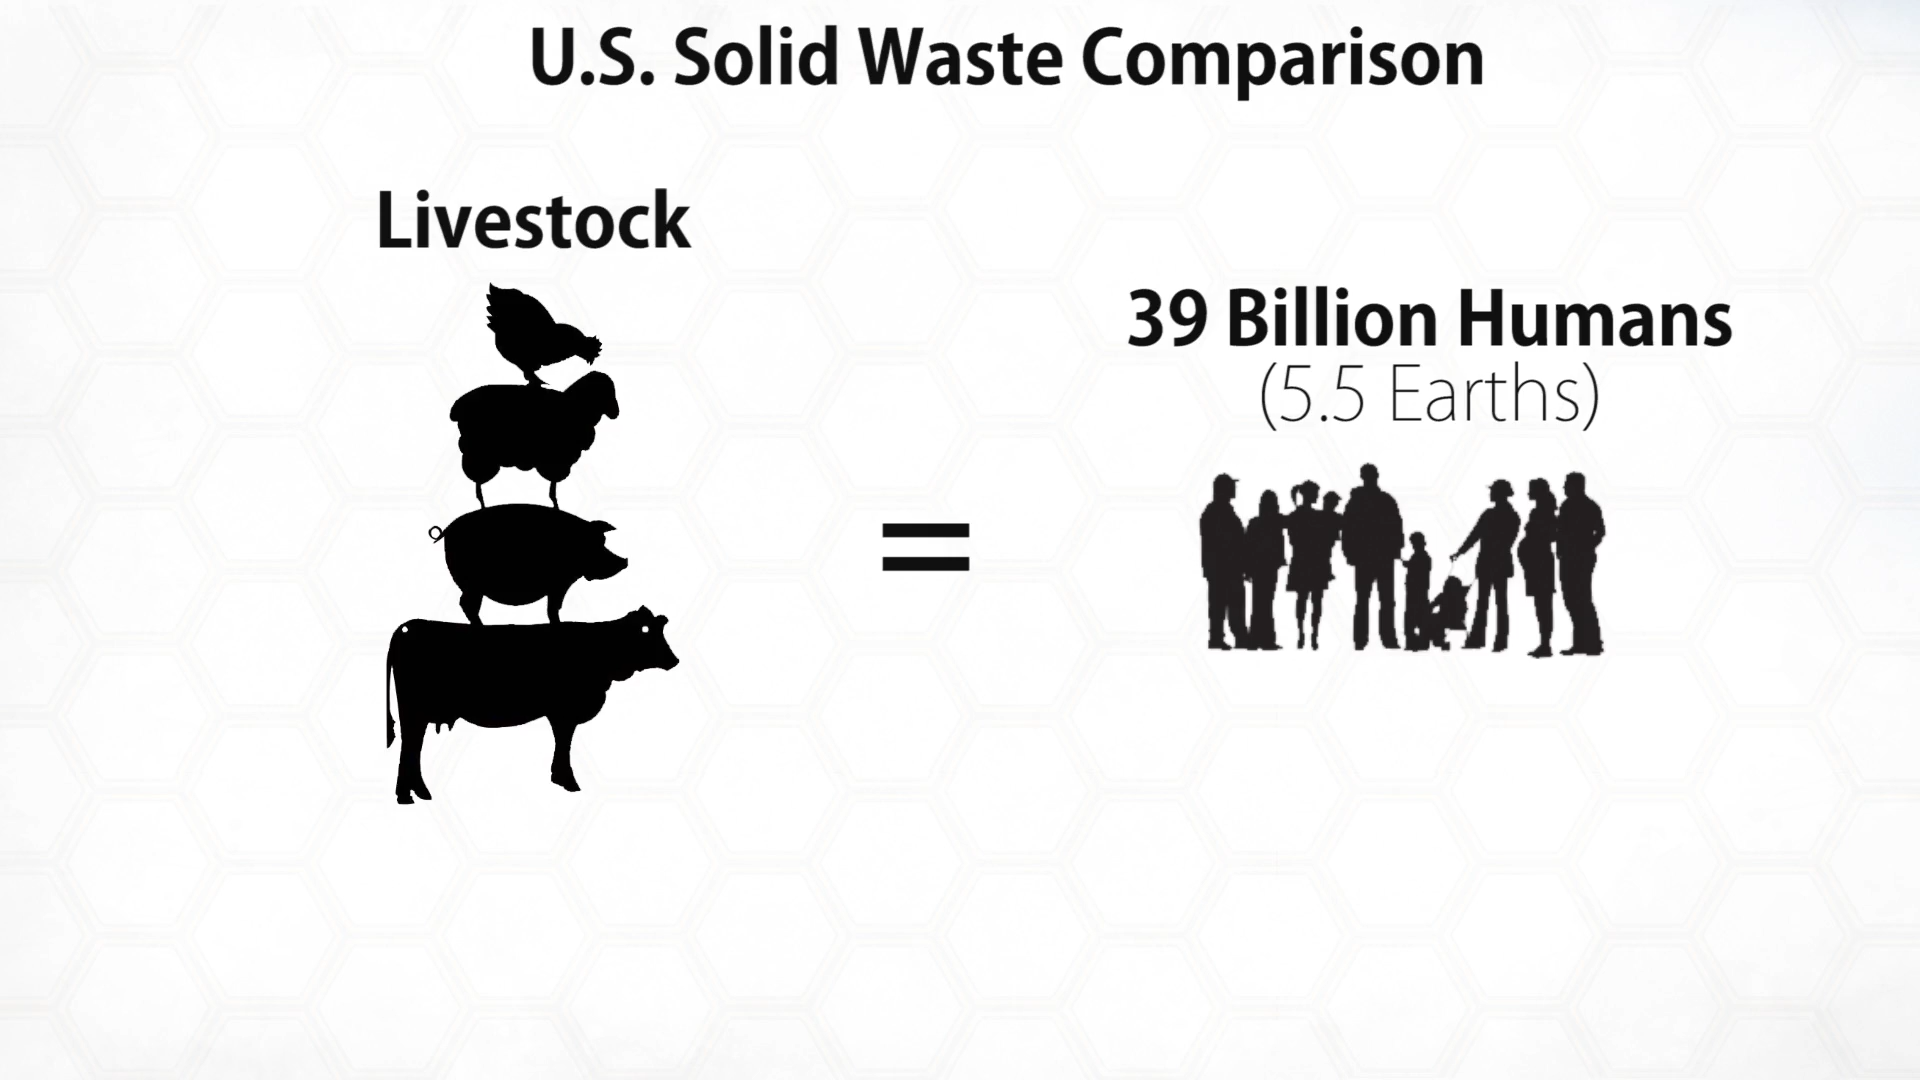 U.S. Solid Waste Comparison
Livestock
39 Billion Humans
(5.5 Earths)
=